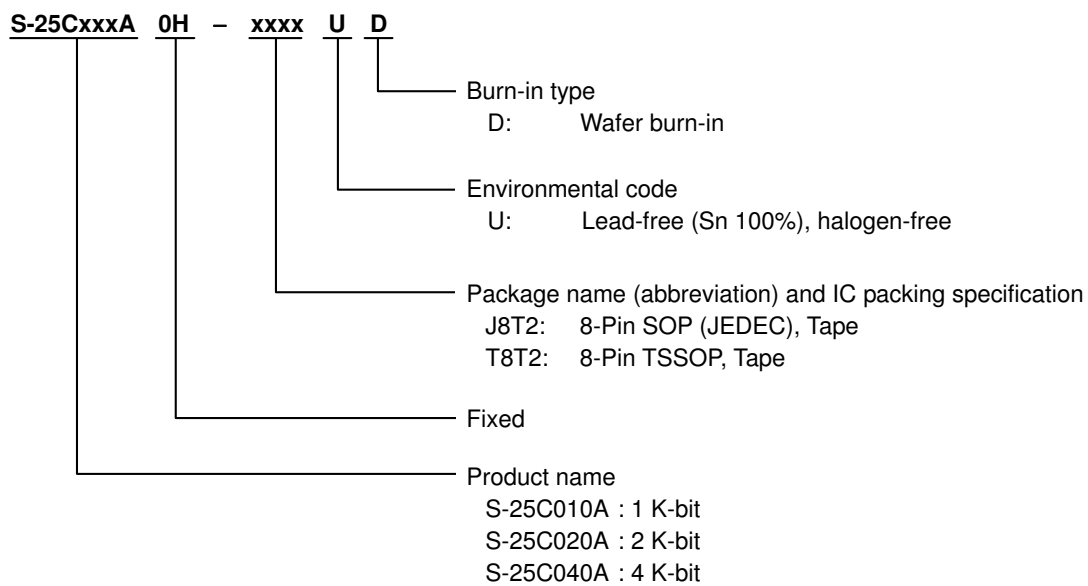 S-25CxxxA 0H – xxxx U D
Burn-in type
D: Wafer burn-in
Environmental code
U: Lead-free (Sn 100%), halogen-free
Package name (abbreviation) and IC packing specification
J8T2: 8-Pin SOP (JEDEC), Tape
T8T2: 8-Pin TSSOP, Tape
Fixed
Product name
S-25C010A : 1 K-bit
S-25C020A : 2 K-bit
S-25C040A : 4 K-bit